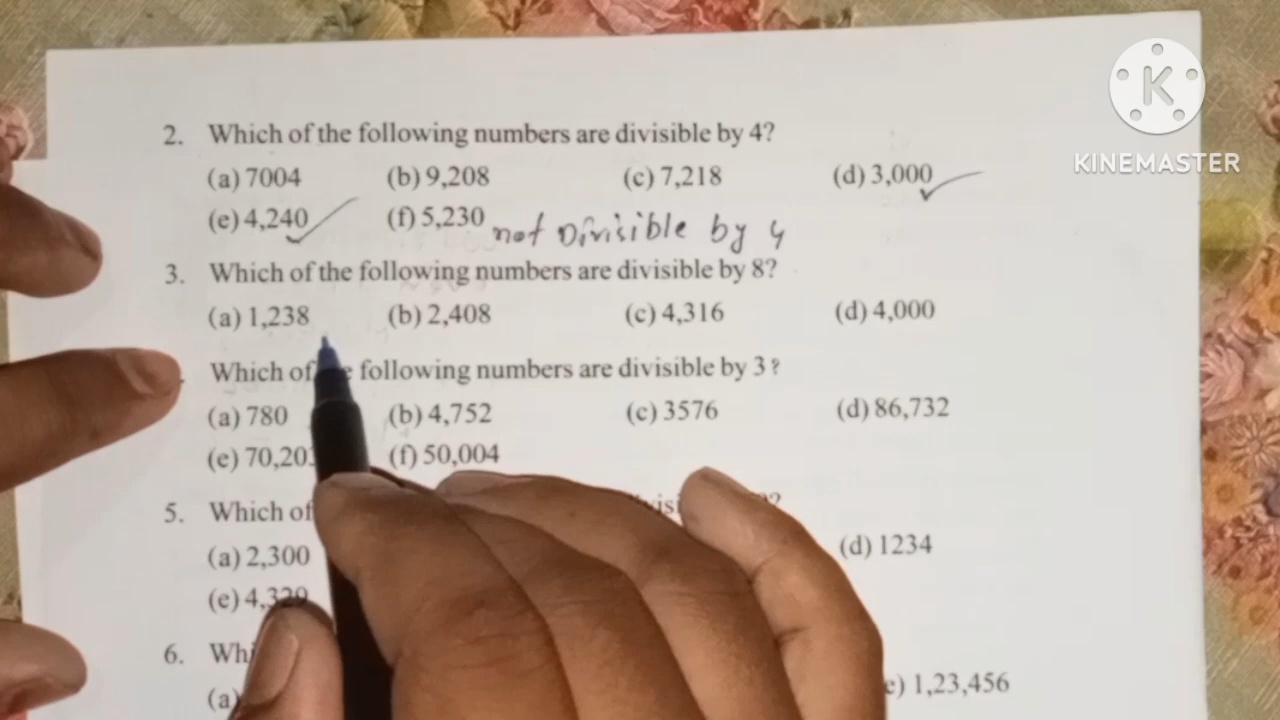 KINEMASTER
2. Which of the following numbers are divisible by 4?
(a) 7004 (b) 9,208 (c) 7,218 (d) 3,000
(e) 4,240 (f) 5,230 not Divisible by 4
3. Which of the following numbers are divisible by 8?
(a) 1,238 (b) 2,408 (c) 4,316 (d) 4,000
Which of following numbers are divisible by 3?
(a) 780 (b) 4,752 (c) 3576 (d) 86,732
(e) (f) 50,004
5. Which of
(a) 2,300 (d) 1234
(e)
6.
(a) e) 1,23,456